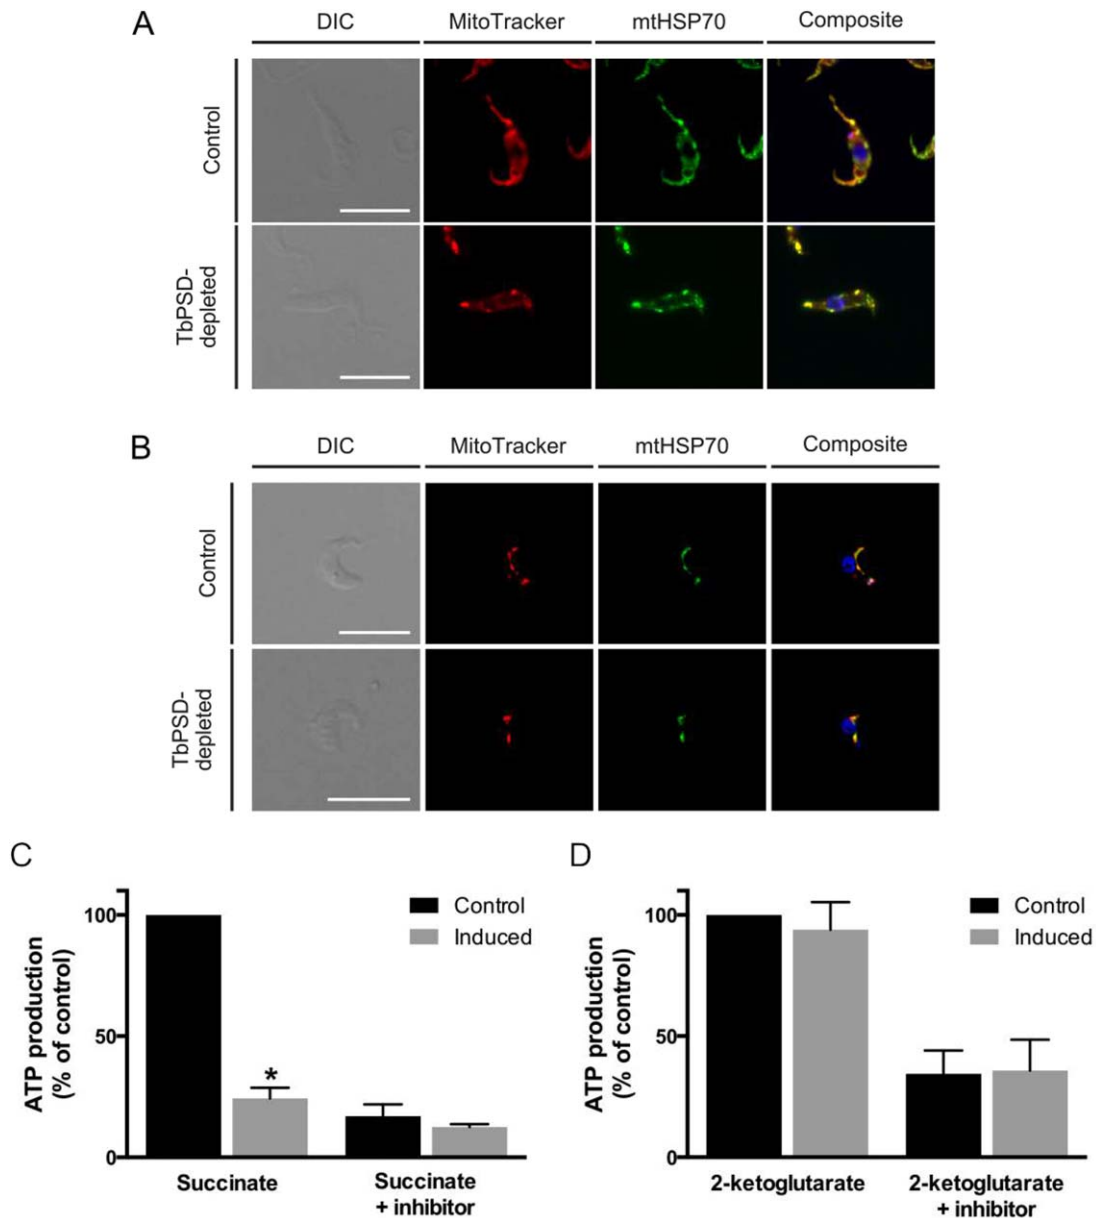 A
DIC MitoTracker mtHSP70 Composite
Control
TbPSD-
depleted
B
DIC MitoTracker mtHSP70 Composite
Control
TbPSD-
depleted
C
ATP production
(% of control)
100
50
0
Control
Induced
*
Succinate
Succinate
+ inhibitor
D
ATP production
(% of control)
100
50
0
Control
Induced
2-ketoglutarate
2-ketoglutarate
+ inhibitor